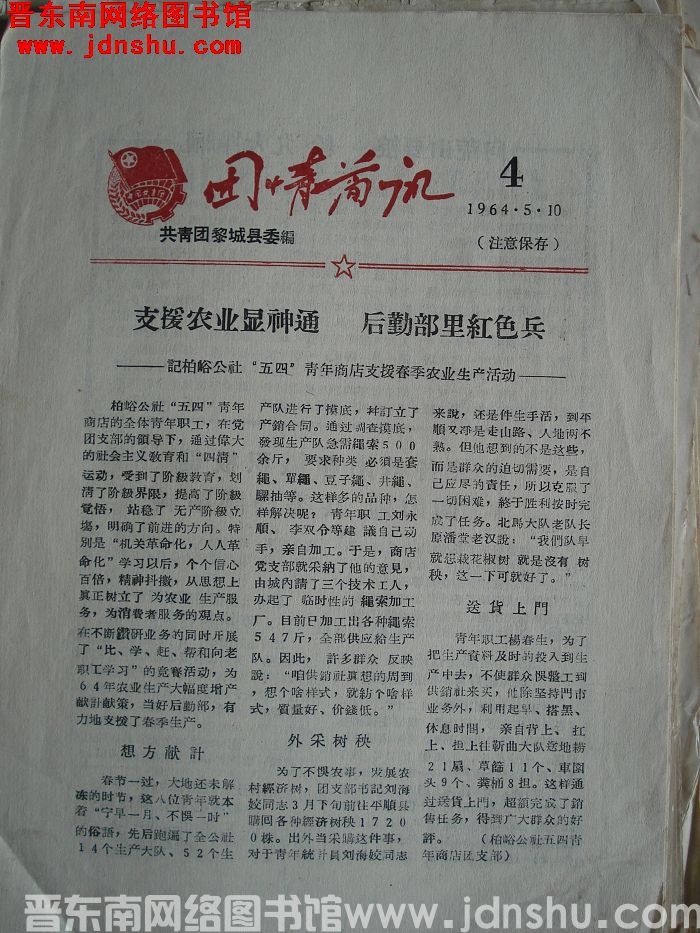 晋东南网络图书馆
www.jdnshu.com
团情简讯
4
1964·5·10
共青团黎城县委编
（注意保存）
支援农业显神通 后勤部里紅色兵
——記柏峪公社“五四”青年商店支援春季农业生产活动——
柏峪公社“五四”青年
商店的全体青年职工，在党
团支部的領导下，通过偉大
的社会主义敎育和“四清”
运动，受到了阶級敎育，划
清了阶級界限，提高了阶級
覚悟，站稳了无产阶級立
場，明确了前进的方向。特
別是“机关革命化，人人革
命化”学习以后，个个信心
百倍，精神抖擞，从思想上
真正树立了为农业生产服
务，为消费者服务的观点。
在不断鑽研业务的同时开展
了“比、学、赶、帮和向老
职工学习”的竞賽活动，为
64年农业生产大幅度增产
献計献策，当好后勤部，有
力地支援了春季生产。
想方献計
春节一过，大地还未解
冻的时节，这八位青年就本
着“宁早一月、不悞一时”
的俗語，先后跑遍了全公社
14个生产大队、52个生
产队进行了摸底，幷訂立了
产銷合同。通过調查摸底，
發現生产队急需繩索500
余斤，要求种类必須是套
繩、單繩、豆子繩、井繩、
驟抽等。这样多的品种，怎
样解决呢？青年职工刘永
順、李双令等建議自己动
手，亲自加工。于是，商店
党支部就采納了他的意見，
由城內請了三个技术工人，
办起了临时性的繩索加工
厂。目前已加工出各种繩索
547斤，全部供应給生产
队。因此，許多群众反映
說：“咱供銷社眞想的周到
，想个啥样式，就紡个啥样
式，質量好、价錢低。”
外采树秧
为了不悞农事，发展农
村經济树，团支部书記刘海
姣同志3月下旬前往平順县
購回各种經济树秧1720
0株。出外当采購这件事，
对于青年統計員刘海姣同志
来說，还是件生手活，到平
順又淨是走山路、人地两不
熟。但他想到的不是这些，
而是群众的迫切需要，是自
己应尽的責任，所以克服了
一切困难，終于胜利按时完
成了任务。北馬大队老队长
原潘堂老汉說：“我們队早
就想栽花椒树就是沒有树
秧，这一下可就好了。”
送貨上門
青年职工楊春生，为了
把生产資料及时的投入到生
产中去，不使群众悞整工到
供銷社来买，他除坚持門市
业务外，利用起早、搭黑、
休息时間，亲自背上、扛
上、担上往新曲大队送地耢
21扇、草篩11个、車圐
头9个、粪桶8担。这样通
过送貨上門，超額完成了銷
售任务，得到广大群众的好
評。（柏峪公社五四青
年商店团支部）
晋东南网络图书馆 www.jdnshu.com